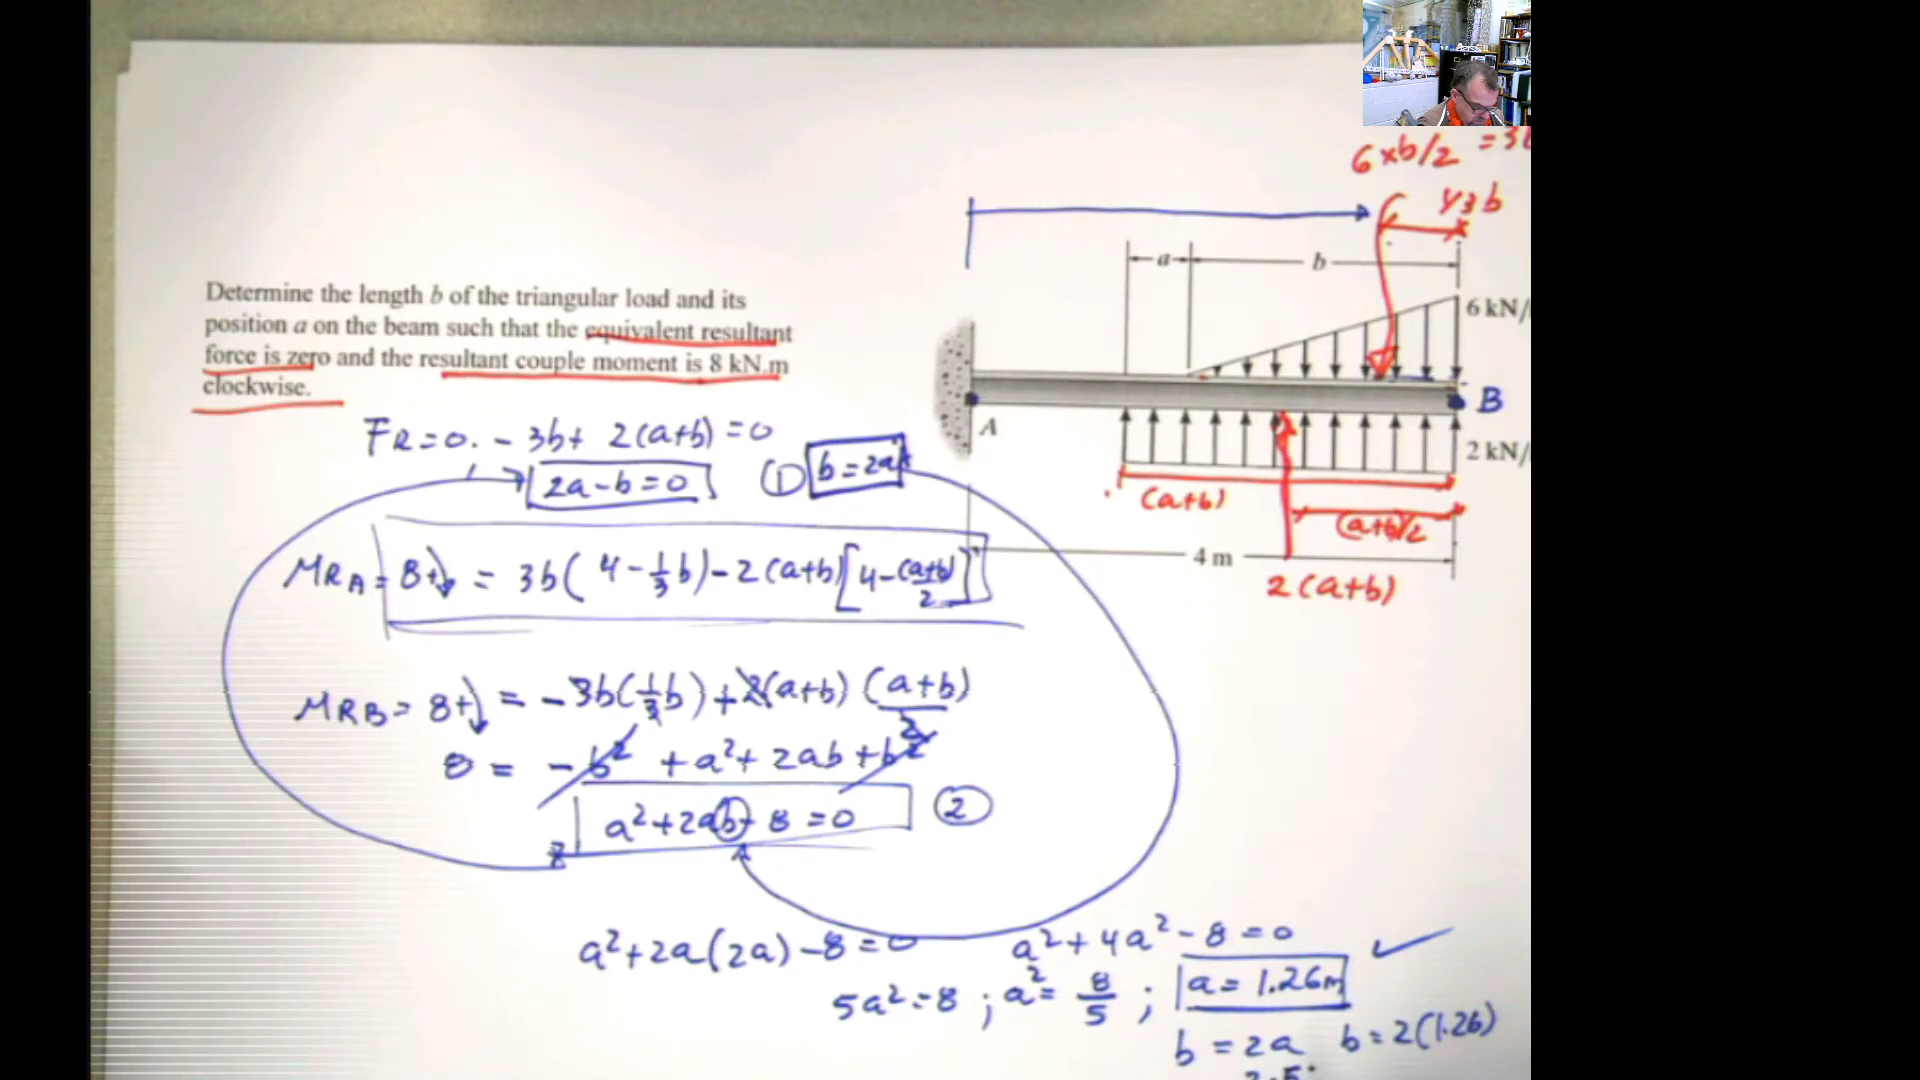 6 x b/2 = 3
1/3 b
a
b
6 kN/
B
A
2 kN/
(a+b)
(a+b)/2
4 m
2(a+b)
Determine the length b of the triangular load and its
position a on the beam such that the equivalent resultant
force is zero and the resultant couple moment is 8 kN.m
clockwise.
FR = 0. - 3b + 2(a+b) = 0
2a - b = 0 ① b = 2a
MRA = 8+ = 3b(4 - 1/3 b) - 2(a+b)[4 - (a+b)/2]
MRB = 8+ = - 3b(1/3 b) + 2(a+b) (a+b)/2
8 = - b² + a² + 2ab + b²
a² + 2ab - 8 = 0 ②
a² + 2a(2a) - 8 = 0 a² + 4a² - 8 = 0 ✓
5a² = 8 ; a² = 8/5 ; a = 1.26m
b = 2a b = 2(1.26)